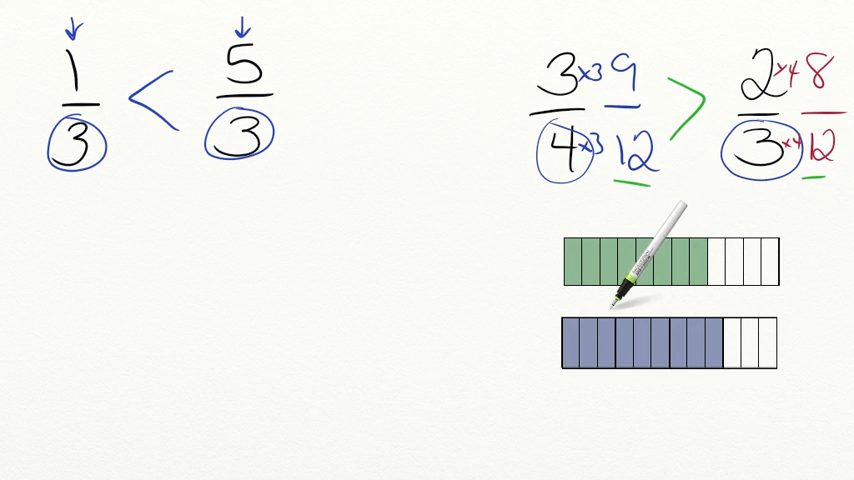 1/3 < 5/3
3/4 ×3 ×3 9/12 > 2/3 ×4 ×4 8/12